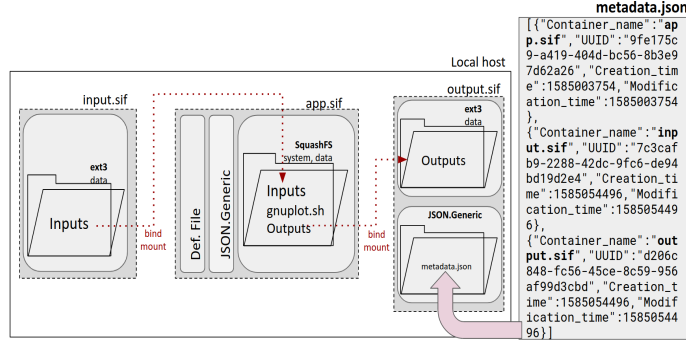 metadata.json
[{"Container_name":"ap
p.sif","UUID":"9fe175c
9-a419-404d-bc56-8b3e9
7d62a26","Creation_tim
e":1585003754,"Modific
ation_time":1585003754
},
{"Container_name":"inp
ut.sif","UUID":"7c3caf
b9-2288-42dc-9fc6-de94
bd19d2e4","Creation_ti
me":1585054496,"Modifi
cation_time":158505449
6},
{"Container_name":"out
put.sif","UUID":"d206c
848-fc56-45ce-8c59-956
af99d3cbd","Creation_t
ime":1585054496,"Modif
ication_time":15850544
96}]
Local host
input.sif
ext3
data
Inputs
bind
mount
app.sif
Def. File
JSON.Generic
SquashFS
system, data
Inputs
gnuplot.sh
Outputs
bind
mount
output.sif
ext3
data
Outputs
JSON.Generic
metadata.json